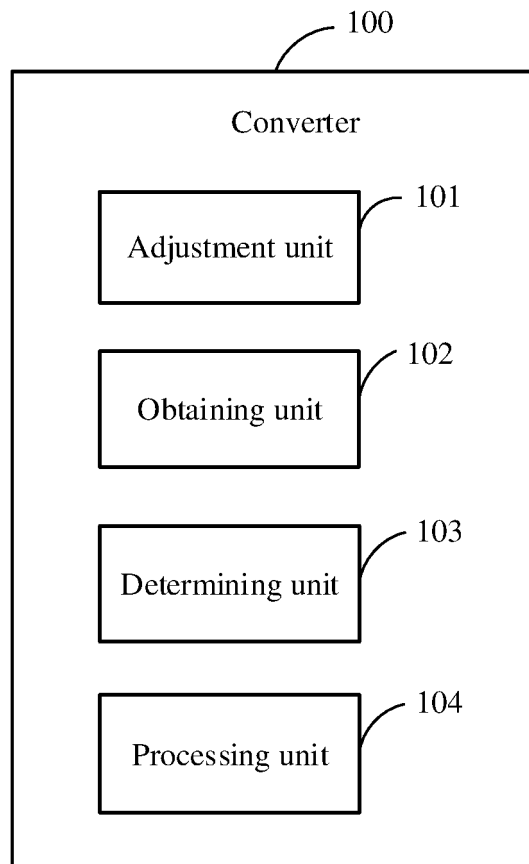 100
Converter
101
Adjustment unit
102
Obtaining unit
103
Determining unit
104
Processing unit